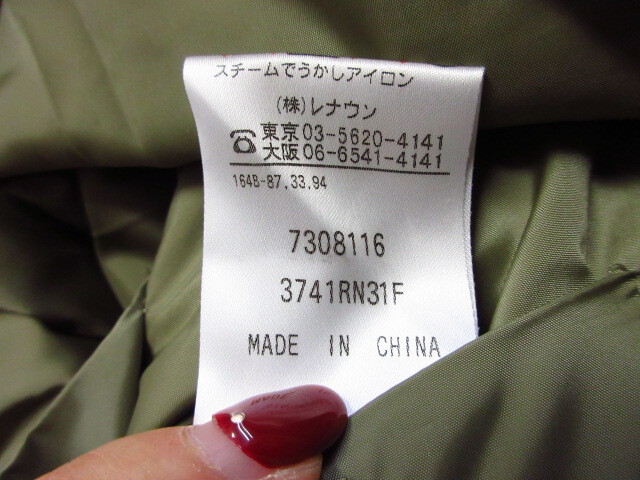 スチームでうかしアイロン
(株)レナウン
☎東京03-5620-4141
大阪06-6541-4141
164B-87,33.94
7308116
3741RN31F
MADE IN CHINA